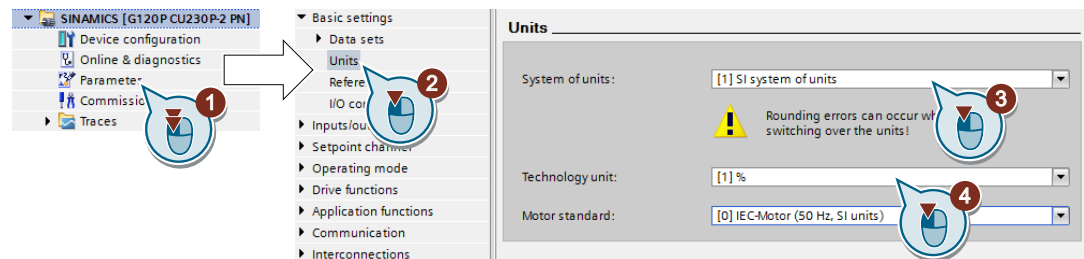 SINAMICS [G120P CU230P-2 PN]
Device configuration
Online & diagnostics
Parameter
Commissio
Traces
1
Basic settings
Data sets
Units
Refere
I/O co
Inputs/ou
Setpoint chan
Operating mode
Drive functions
Application functions
Communication
Interconnections
2
Units
System of units:
[1] SI system of units
3
Rounding errors can occur wh
switching over the units!
Technology unit:
[1] %
4
Motor standard:
[0] IEC-Motor (50 Hz, SI units)